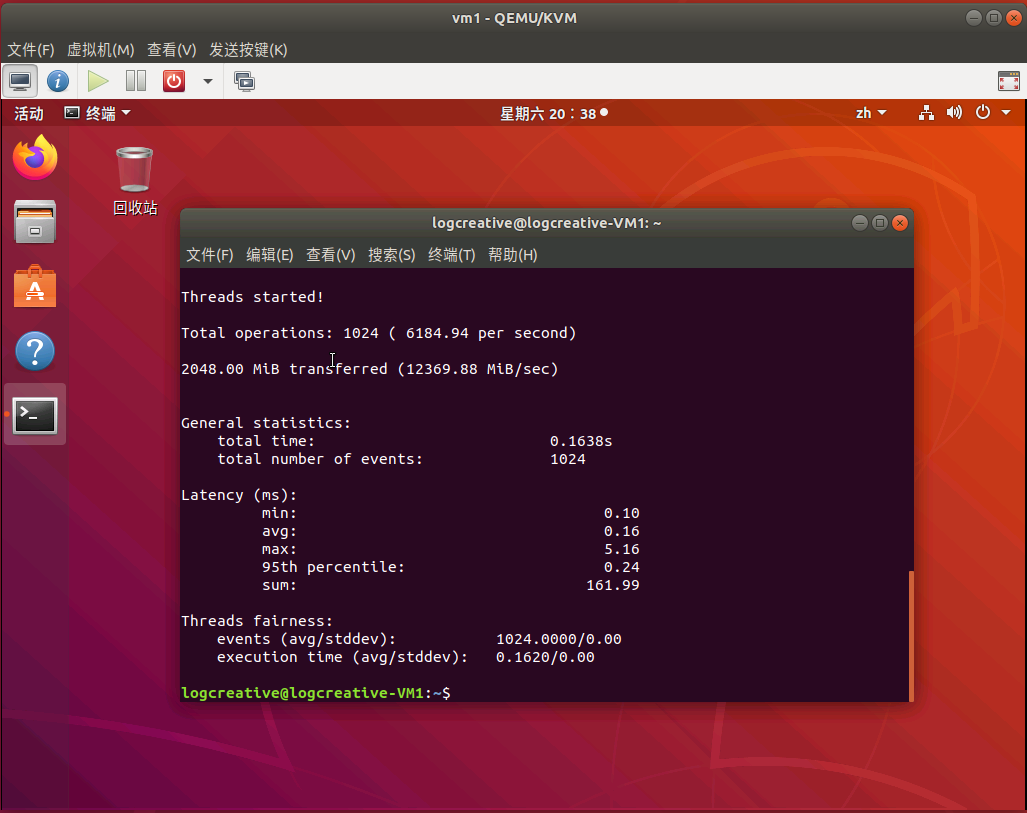 vm1 - QEMU/KVM
文件(F) 虚拟机(M) 查看(V) 发送按键(K)
活动 终端 星期六 20：38 zh
回收站
logcreative@logcreative-VM1: ~
文件(F) 编辑(E) 查看(V) 搜索(S) 终端(T) 帮助(H)
Threads started!
Total operations: 1024 ( 6184.94 per second)
2048.00 MiB transferred (12369.88 MiB/sec)
General statistics:
total time: 0.1638s
total number of events: 1024
Latency (ms):
min: 0.10
avg: 0.16
max: 5.16
95th percentile: 0.24
sum: 161.99
Threads fairness:
events (avg/stddev): 1024.0000/0.00
execution time (avg/stddev): 0.1620/0.00
logcreative@logcreative-VM1:~$